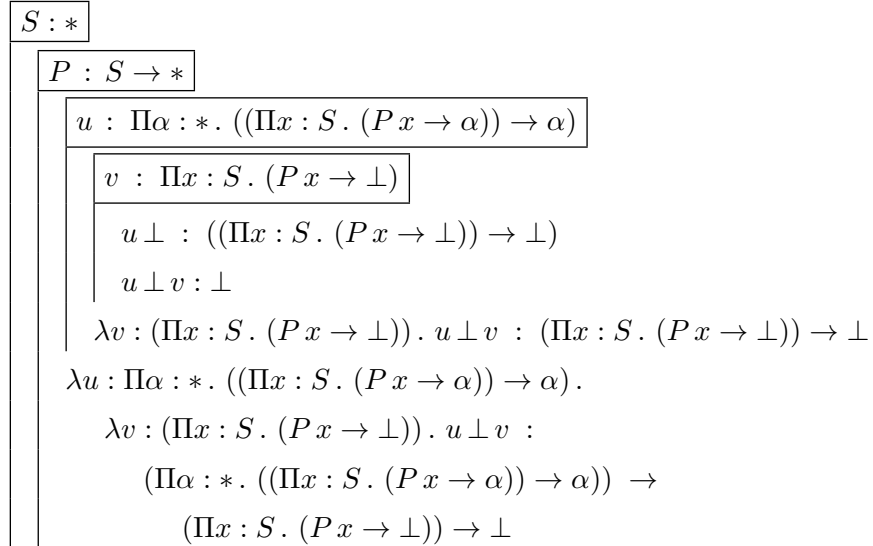 S : ∗
P : S → ∗
u : Πα : ∗ . ((Πx : S . (P x → α)) → α)
v : Πx : S . (P x → ⊥)
u ⊥ : ((Πx : S . (P x → ⊥)) → ⊥)
u ⊥ v : ⊥
λv : (Πx : S . (P x → ⊥)) . u ⊥ v : (Πx : S . (P x → ⊥)) → ⊥
λu : Πα : ∗ . ((Πx : S . (P x → α)) → α) .
λv : (Πx : S . (P x → ⊥)) . u ⊥ v :
(Πα : ∗ . ((Πx : S . (P x → α)) → α)) →
(Πx : S . (P x → ⊥)) → ⊥